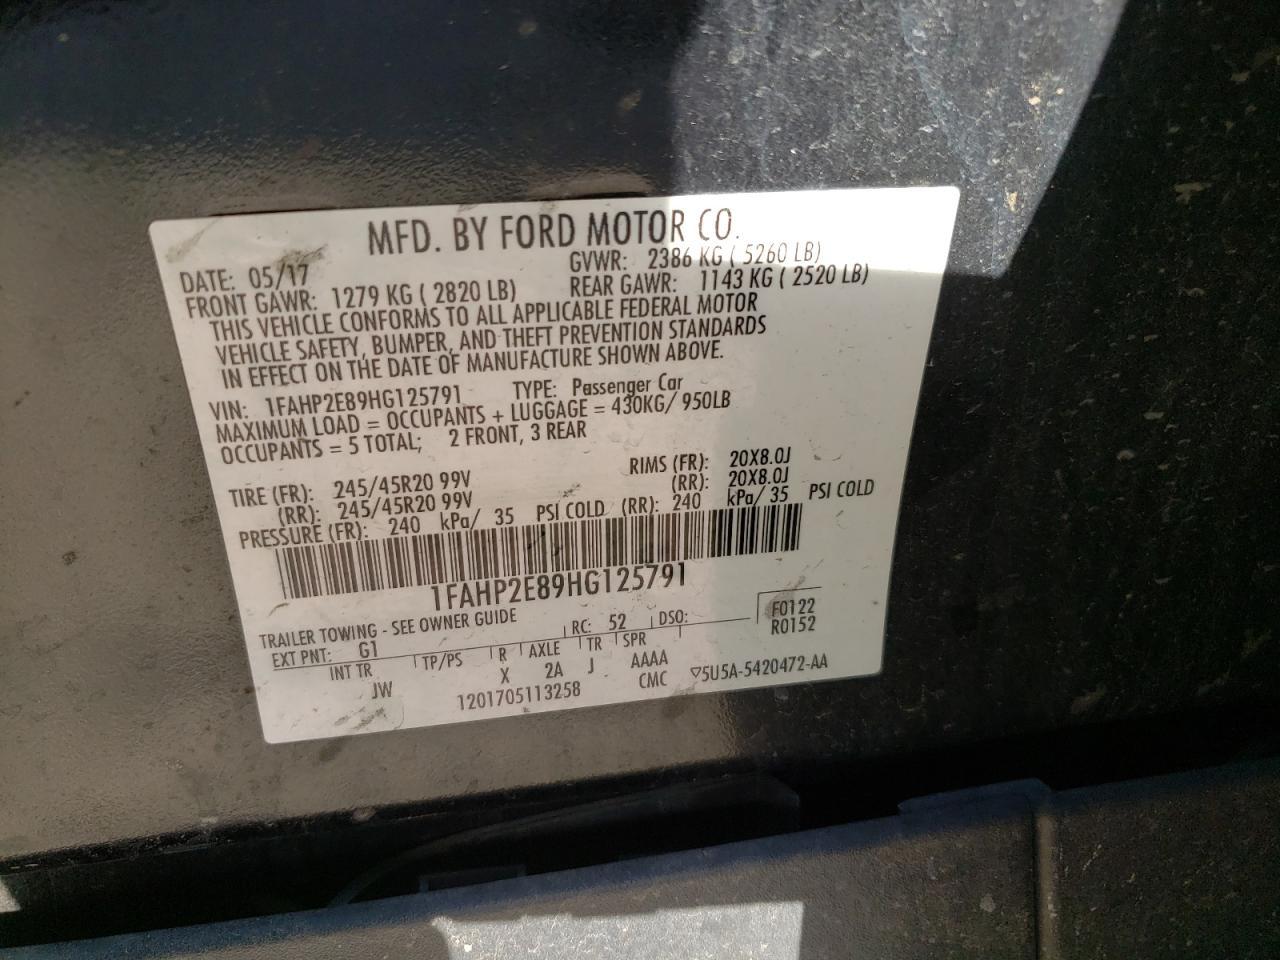 MFD. BY FORD MOTOR CO.
DATE: 05/17 GVWR: 2386 KG ( 5260 LB)
FRONT GAWR: 1279 KG ( 2820 LB) REAR GAWR: 1143 KG ( 2520 LB)
THIS VEHICLE CONFORMS TO ALL APPLICABLE FEDERAL MOTOR
VEHICLE SAFETY, BUMPER, AND THEFT PREVENTION STANDARDS
IN EFFECT ON THE DATE OF MANUFACTURE SHOWN ABOVE.
VIN: 1FAHP2E89HG125791 TYPE: Passenger Car
MAXIMUM LOAD = OCCUPANTS + LUGGAGE = 430KG/ 950LB
OCCUPANTS = 5 TOTAL; 2 FRONT, 3 REAR
RIMS (FR): 20X8.0J
TIRE (FR): 245/45R20 99V (RR): 20X8.0J
(RR): 245/45R20 99V
PRESSURE (FR): 240 kPa/ 35 PSI COLD (RR): 240 kPa/ 35 PSI COLD
1FAHP2E89HG125791
TRAILER TOWING - SEE OWNER GUIDE
EXT PNT: G1 RC: 52 DSO: F0122
R0152
INT TR TP/PS R AXLE TR SPR
JW X 2A J AAAA
1201705113258 CMC ▽5U5A-5420472-AA